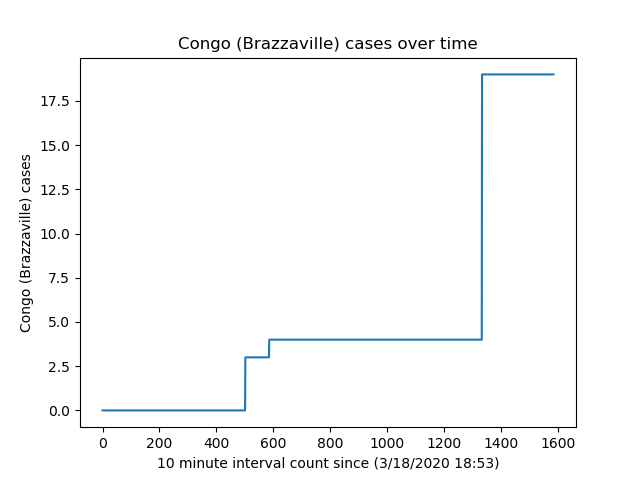 Congo (Brazzaville) cases over time
17.5
15.0
12.5
10.0
7.5
5.0
2.5
0.0
Congo (Brazzaville) cases
0 200 400 600 800 1000 1200 1400 1600
10 minute interval count since (3/18/2020 18:53)